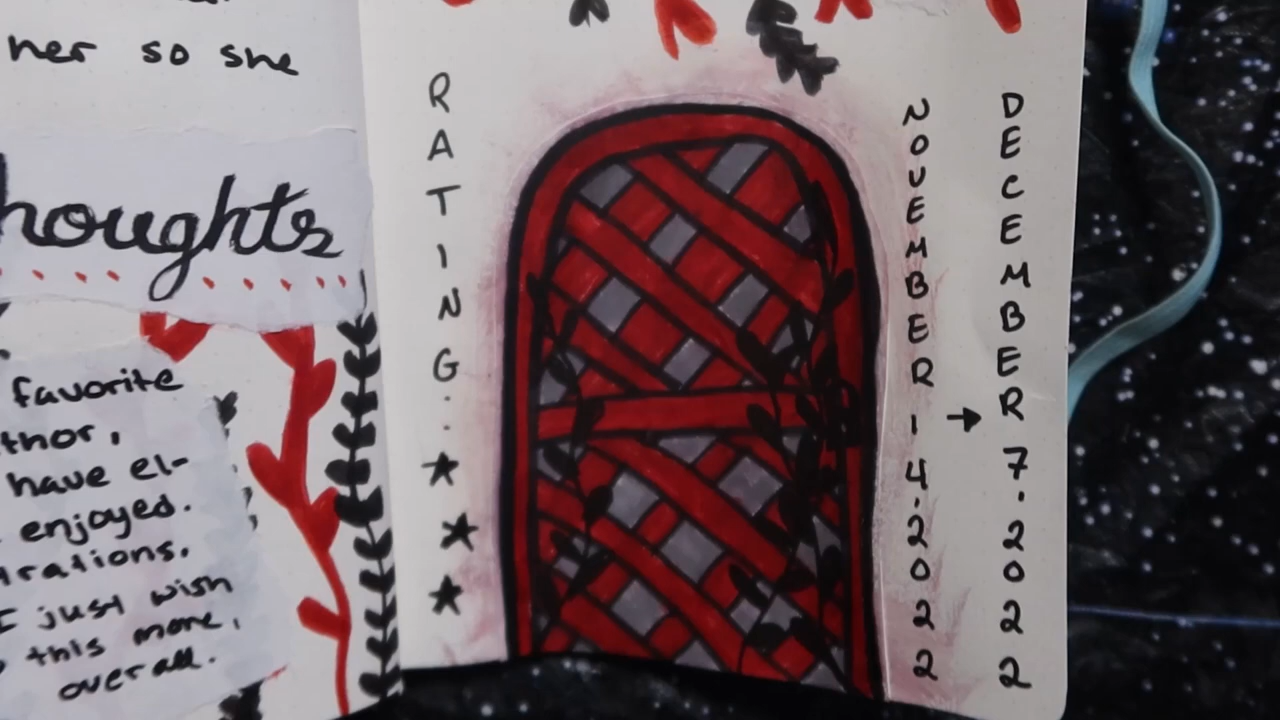 her so she
houghts
favorite
thor,
have el-
enjoyed.
rations.
I just wish
this more,
overall.
RATING:
★
★
★
NOVEMBER 14.2022
→
DECEMBER 7.2022